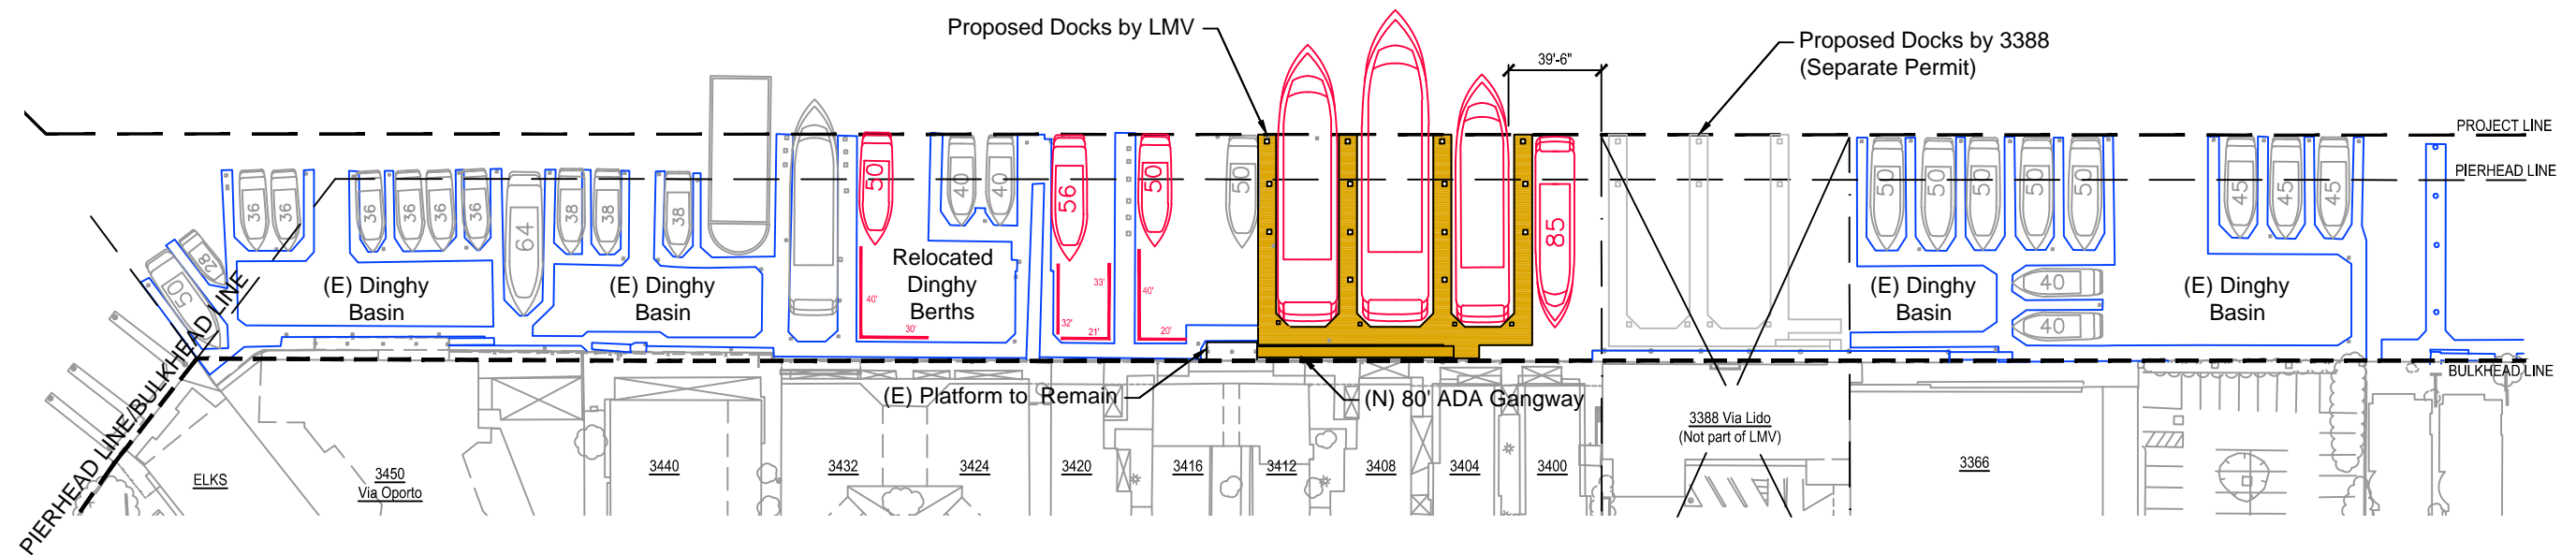 Proposed Docks by LMV
39'-6"
Proposed Docks by 3388
(Separate Permit)
PROJECT LINE
PIERHEAD LINE
BULKHEAD LINE
PIERHEAD LINE/BULKHEAD LINE
50
28
36
36
(E) Dinghy
Basin
36
36
36
36
64
38
38
(E) Dinghy
Basin
38
50
40
40
Relocated
Dinghy
Berths
40'
30'
56
33'
32'
21'
50
40'
20'
50
85
50
50
50
50
50
(E) Dinghy
Basin
40
40
45
45
45
(E) Dinghy
Basin
(E) Platform to Remain
(N) 80' ADA Gangway
3388 Via Lido
(Not part of LMV)
ELKS
3450
Via Oporto
3440
3432
3424
3420
3416
3412
3408
3404
3400
3366